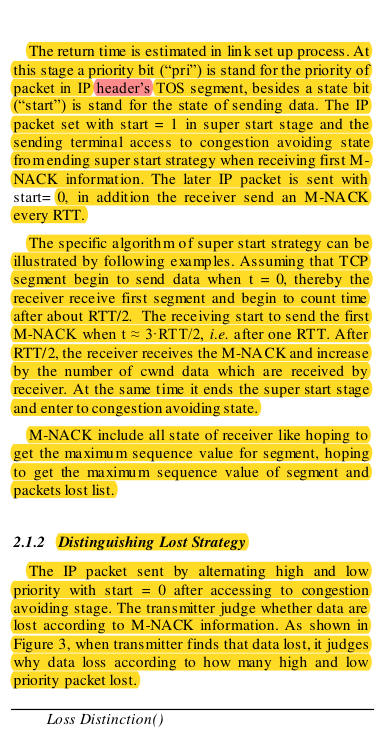 The return time is estimated in link set up process. At
this stage a priority bit (“pri”) is stand for the priority of
packet in IP header's TOS segment, besides a state bit
(“start”) is stand for the state of sending data. The IP
packet set with start = 1 in super start stage and the
sending terminal access to congestion avoiding state
from ending super start strategy when receiving first M-
NACK information. The later IP packet is sent with
start= 0, in addition the receiver send an M-NACK
every RTT.
The specific algorithm of super start strategy can be
illustrated by following examples. Assuming that TCP
segment begin to send data when t = 0, thereby the
receiver receive first segment and begin to count time
after about RTT/2. The receiving start to send the first
M-NACK when t ≈ 3·RTT/2, i.e. after one RTT. After
RTT/2, the receiver receives the M-NACK and increase
by the number of cwnd data which are received by
receiver. At the same time it ends the super start stage
and enter to congestion avoiding state.
M-NACK include all state of receiver like hoping to
get the maximum sequence value for segment, hoping
to get the maximum sequence value of segment and
packets lost list.
2.1.2 Distinguishing Lost Strategy
The IP packet sent by alternating high and low
priority with start = 0 after accessing to congestion
avoiding stage. The transmitter judge whether data are
lost according to M-NACK information. As shown in
Figure 3, when transmitter finds that data lost, it judges
why data loss according to how many high and low
priority packet lost.
Loss Distinction()